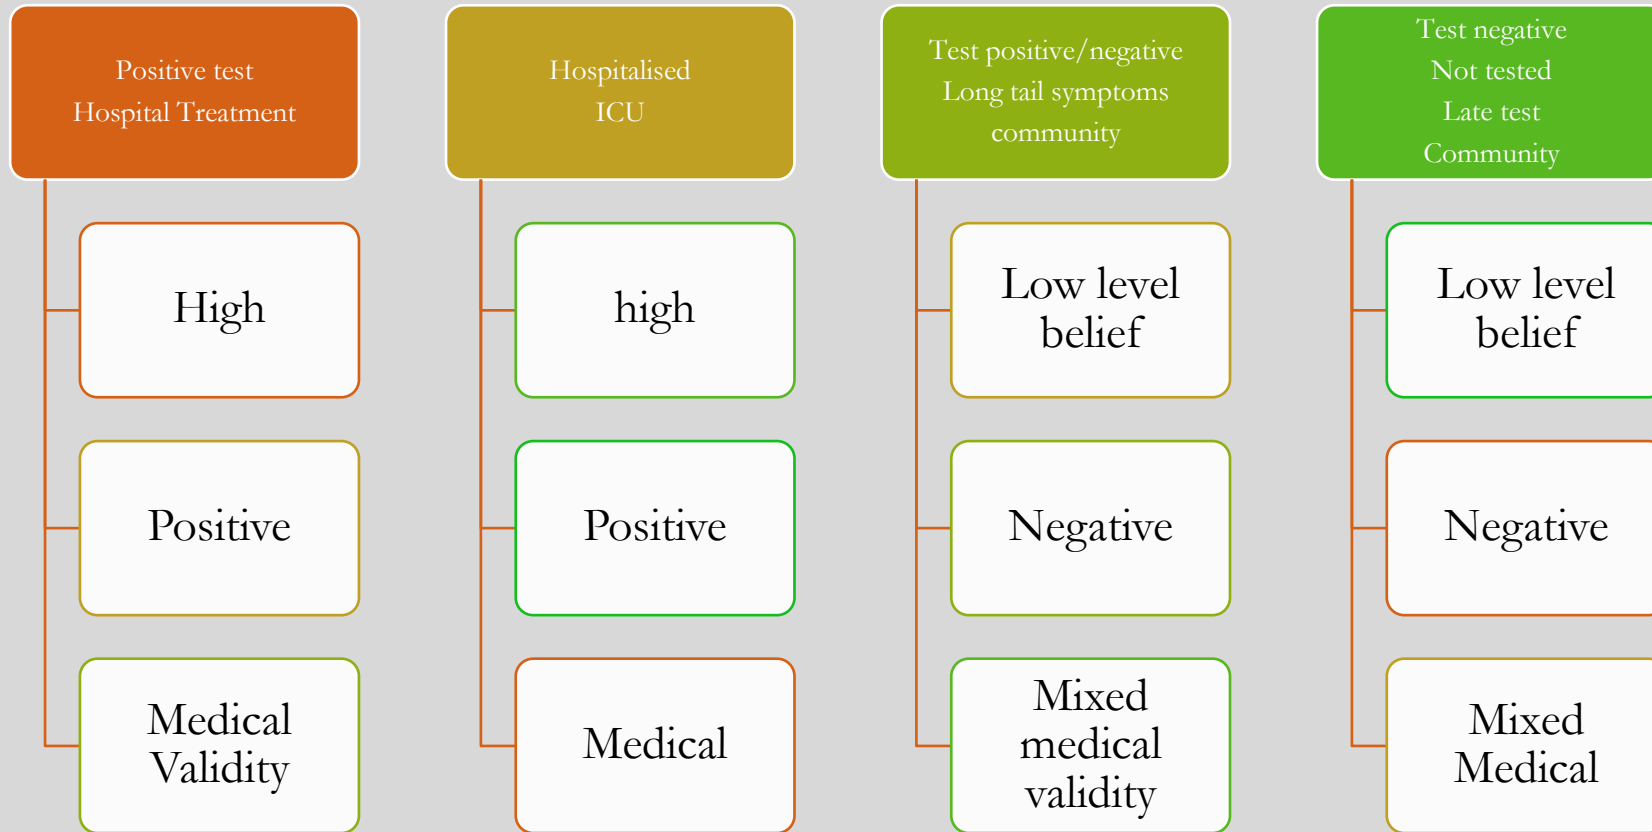 Positive test
Hospital Treatment
High
Positive
Medical
Validity
Hospitalised
ICU
high
Positive
Medical
Test positive/negative
Long tail symptoms
community
Low level
belief
Negative
Mixed
medical
validity
Test negative
Not tested
Late test
Community
Low level
belief
Negative
Mixed
Medical